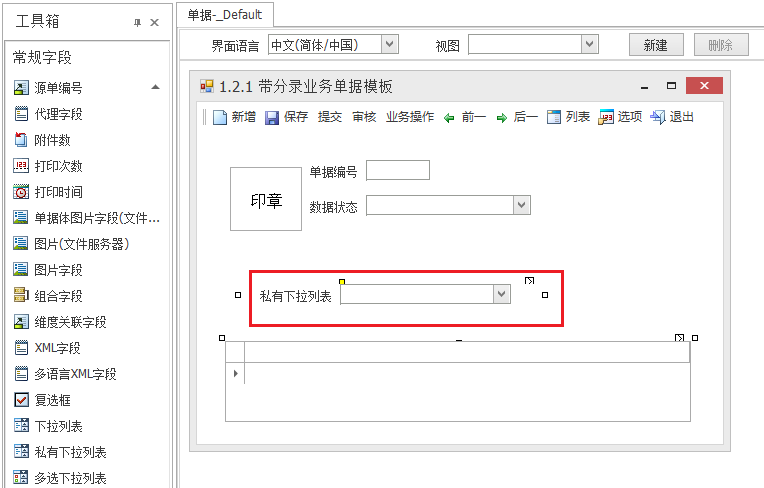 工具箱
常规字段
源单编号
代理字段
附件数
打印次数
打印时间
单据体图片字段(文件...
图片(文件服务器)
图片字段
组合字段
维度关联字段
XML字段
多语言XML字段
复选框
下拉列表
私有下拉列表
多选下拉列表
单据-_Default
界面语言 中文(简体/中国) 视图 新建 删除
1.2.1 带分录业务单据模板
新增 保存 提交 审核 业务操作 前一 后一 列表 选项 退出
印章
单据编号
数据状态
私有下拉列表